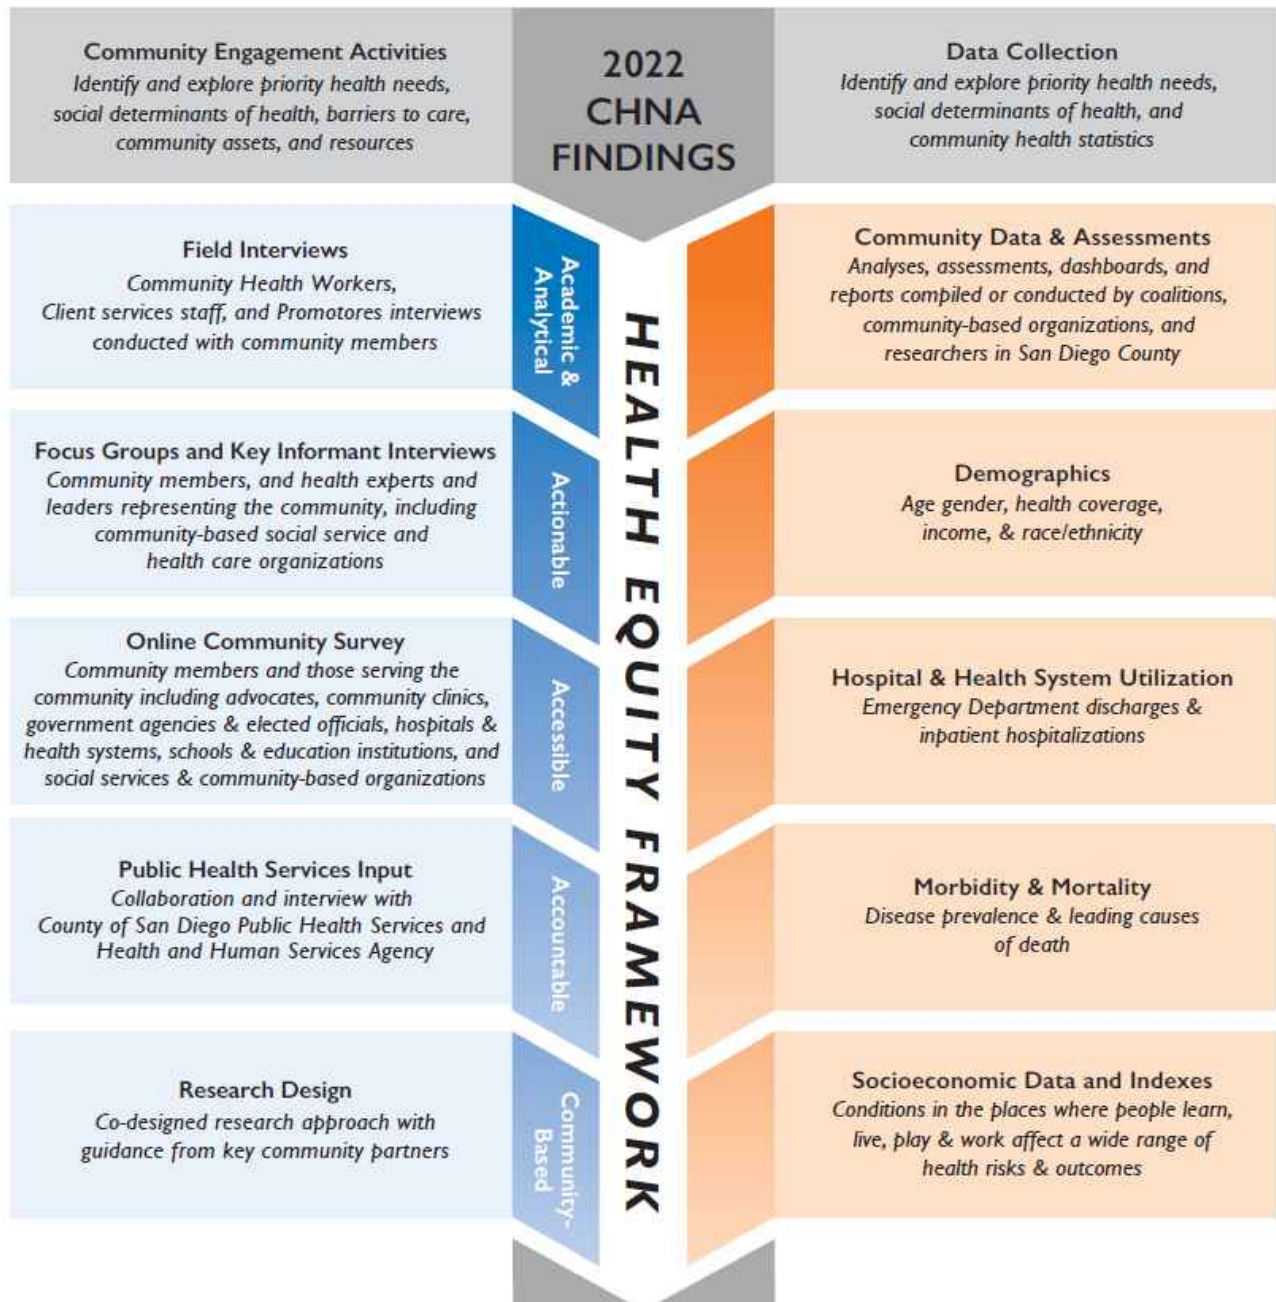 Community Engagement Activities
Identify and explore priority health needs,
social determinants of health, barriers to care,
community assets, and resources
2022
CHNA
FINDINGS
Data Collection
Identify and explore priority health needs,
social determinants of health, and
community health statistics
Field Interviews
Community Health Workers,
Client services staff, and Promotores interviews
conducted with community members
Focus Groups and Key Informant Interviews
Community members, and health experts and
leaders representing the community, including
community-based social service and
health care organizations
Online Community Survey
Community members and those serving the
community including advocates, community clinics,
government agencies & elected officials, hospitals &
health systems, schools & education institutions, and
social services & community-based organizations
Public Health Services Input
Collaboration and interview with
County of San Diego Public Health Services and
Health and Human Services Agency
Research Design
Co-designed research approach with
guidance from key community partners
Academic &
Analytical
Actionable
Accessible
Accountable
Community-
Based
HEALTH EQUITY FRAMEWORK
Community Data & Assessments
Analyses, assessments, dashboards, and
reports compiled or conducted by coalitions,
community-based organizations, and
researchers in San Diego County
Demographics
Age gender, health coverage,
income, & race/ethnicity
Hospital & Health System Utilization
Emergency Department discharges &
inpatient hospitalizations
Morbidity & Mortality
Disease prevalence & leading causes
of death
Socioeconomic Data and Indexes
Conditions in the places where people learn,
live, play & work affect a wide range of
health risks & outcomes